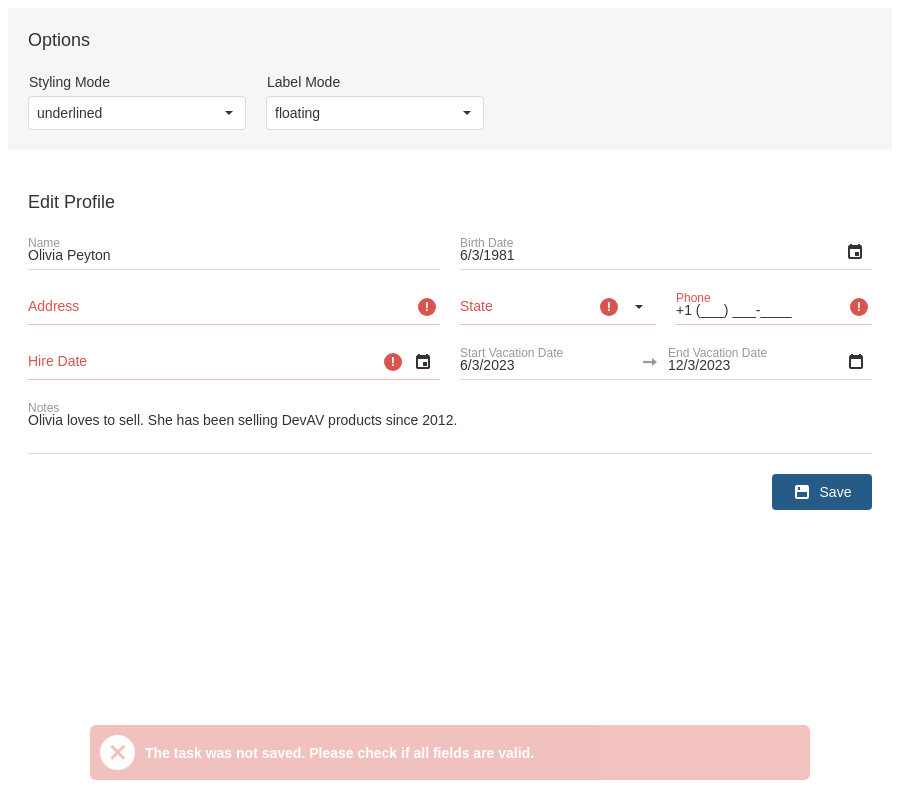 Options
Styling Mode Label Mode
underlined floating
Edit Profile
Name Birth Date
Olivia Peyton 6/3/1981
Address State Phone
+1 (___) ___-____
Hire Date Start Vacation Date End Vacation Date
6/3/2023 12/3/2023
Notes
Olivia loves to sell. She has been selling DevAV products since 2012.
Save
The task was not saved. Please check if all fields are valid.